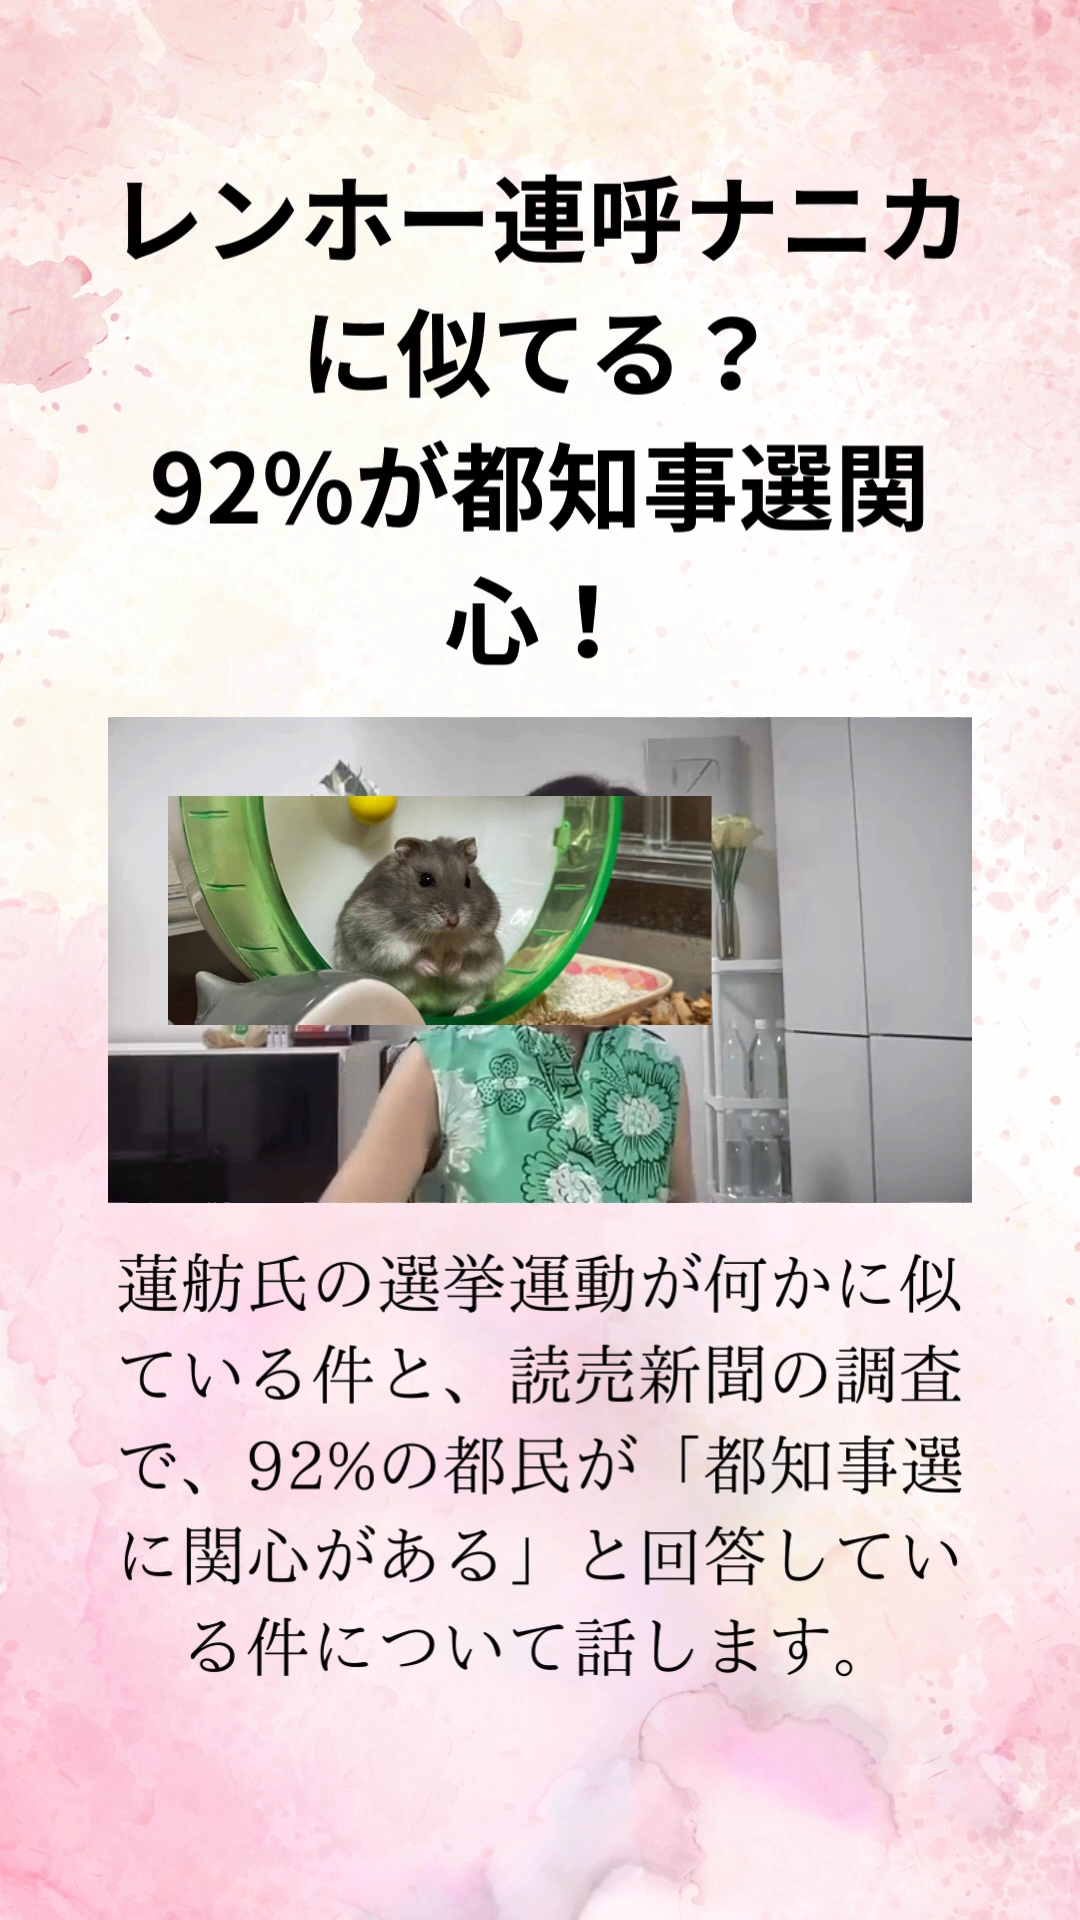 レンホー連呼ナニカ
に似てる？
92%が都知事選関
心！
蓮舫氏の選挙運動が何かに似
ている件と、読売新聞の調査
で、92%の都民が「都知事選
に関心がある」と回答してい
る件について話します。